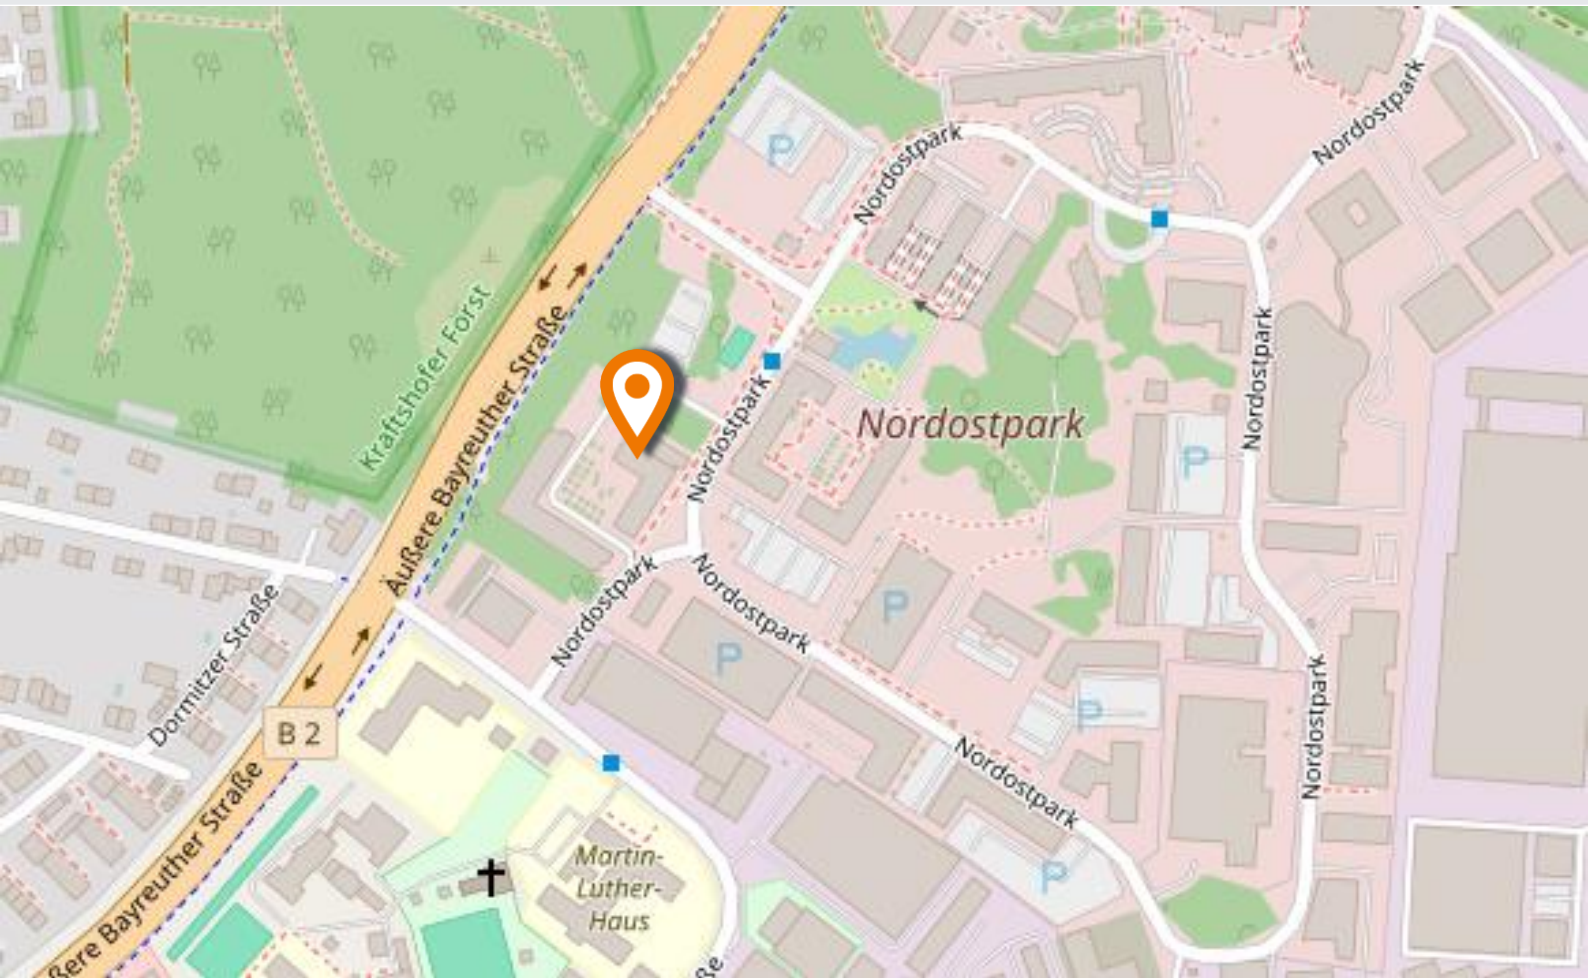 Nordostpark
P
Nordostpark
Kraftshofer Forst
Äußere Bayreuther Straße
Nordostpark
Nordostpark
Nordostpark
P
Nordostpark
Nordostpark
P
Dormitzer Straße
P
P
B 2
Nordostpark
Nordostpark
Äußere Bayreuther Straße
P
Martin-
Luther-
Haus